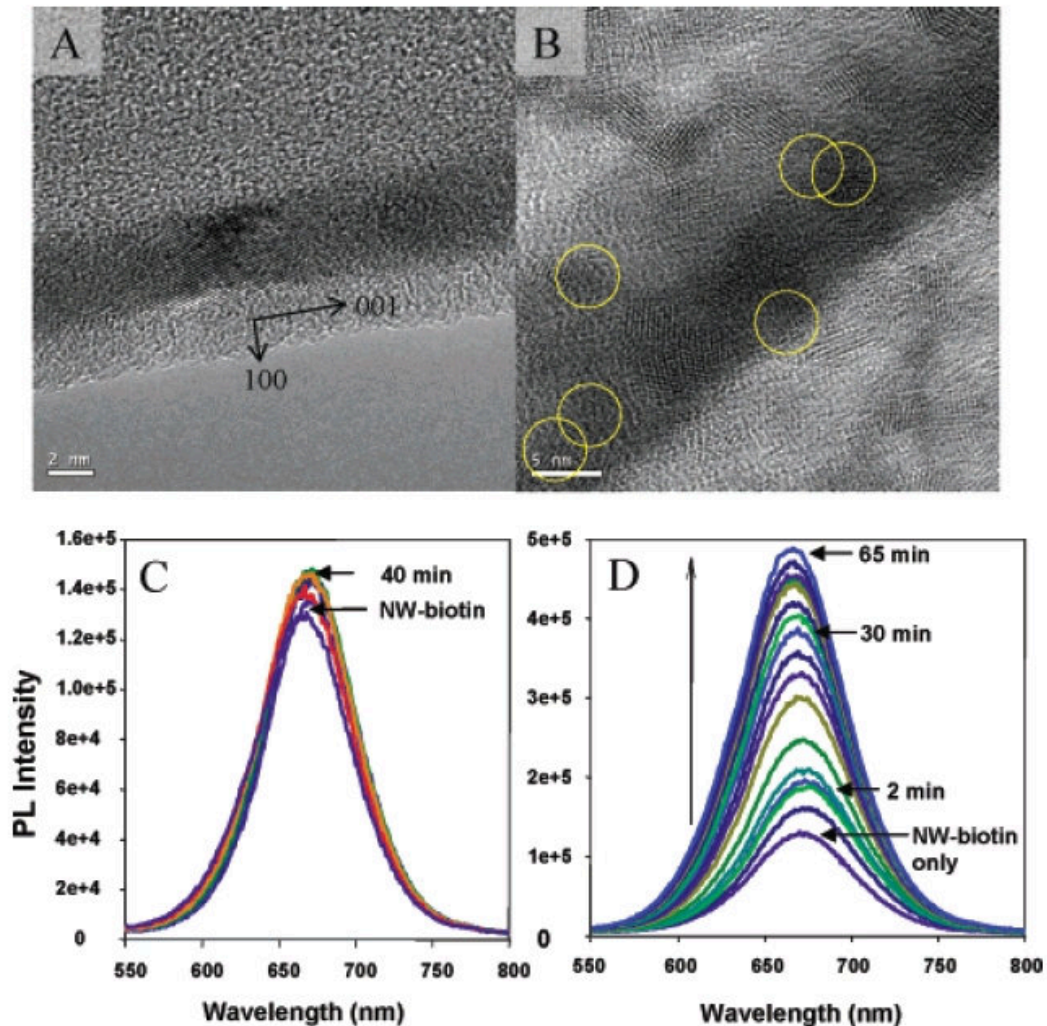 A
001
100
2 nm
B
5 nm
PL Intensity
1.6e+5
1.4e+5
1.2e+5
1.0e+5
8e+4
6e+4
4e+4
2e+4
0
C
40 min
NW-biotin
550
600
650
700
750
800
Wavelength (nm)
5e+5
4e+5
3e+5
2e+5
1e+5
0
D
65 min
30 min
2 min
NW-biotin
only
550
600
650
700
750
800
Wavelength (nm)